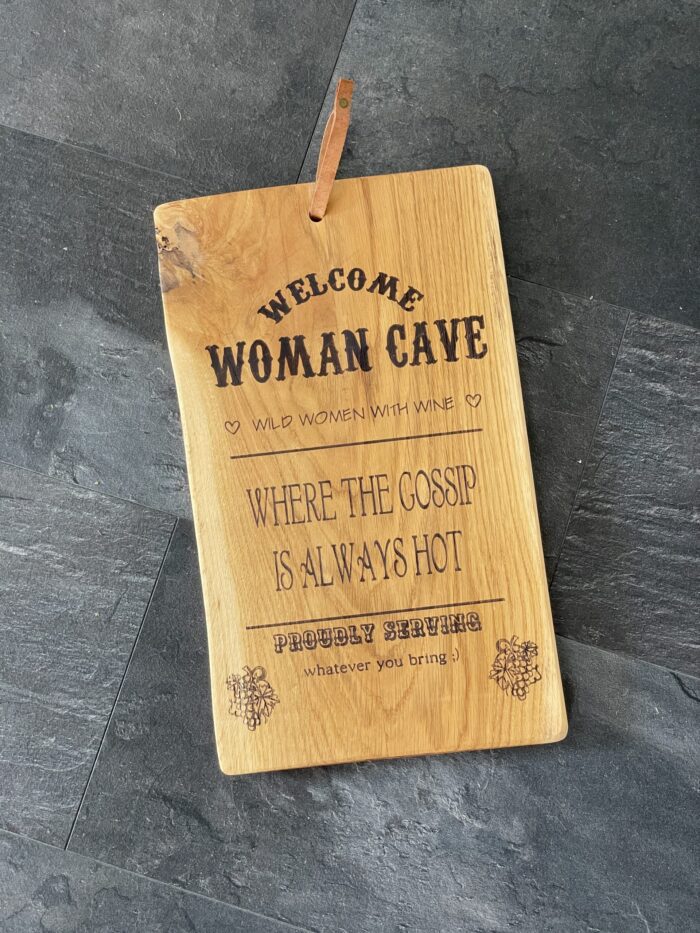 WELCOME
WOMAN CAVE
♡ WILD WOMEN WITH WINE ♡
WHERE THE GOSSIP
IS ALWAYS HOT
PROUDLY SERVING
whatever you bring ;)